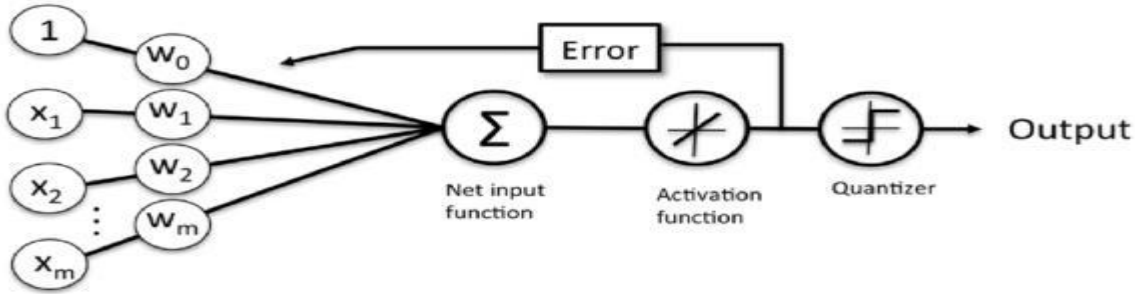 1
w₀
Error
x₁
w₁
Σ
Output
x₂
w₂
Net input
function
Activation
function
Quantizer
⋮
wₘ
xₘ